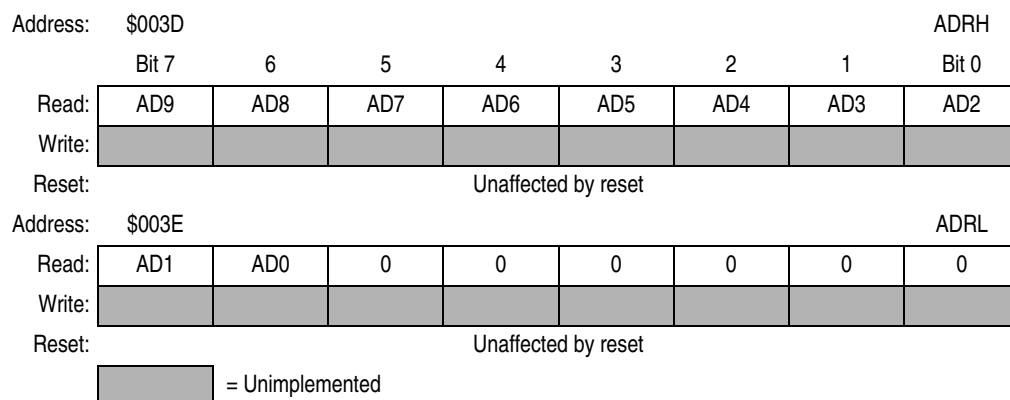 Address: $003D ADRH
Bit 7 6 5 4 3 2 1 Bit 0
Read: AD9 AD8 AD7 AD6 AD5 AD4 AD3 AD2
Write:
Reset: Unaffected by reset
Address: $003E ADRL
Read: AD1 AD0 0 0 0 0 0 0
Write:
Reset: Unaffected by reset
= Unimplemented